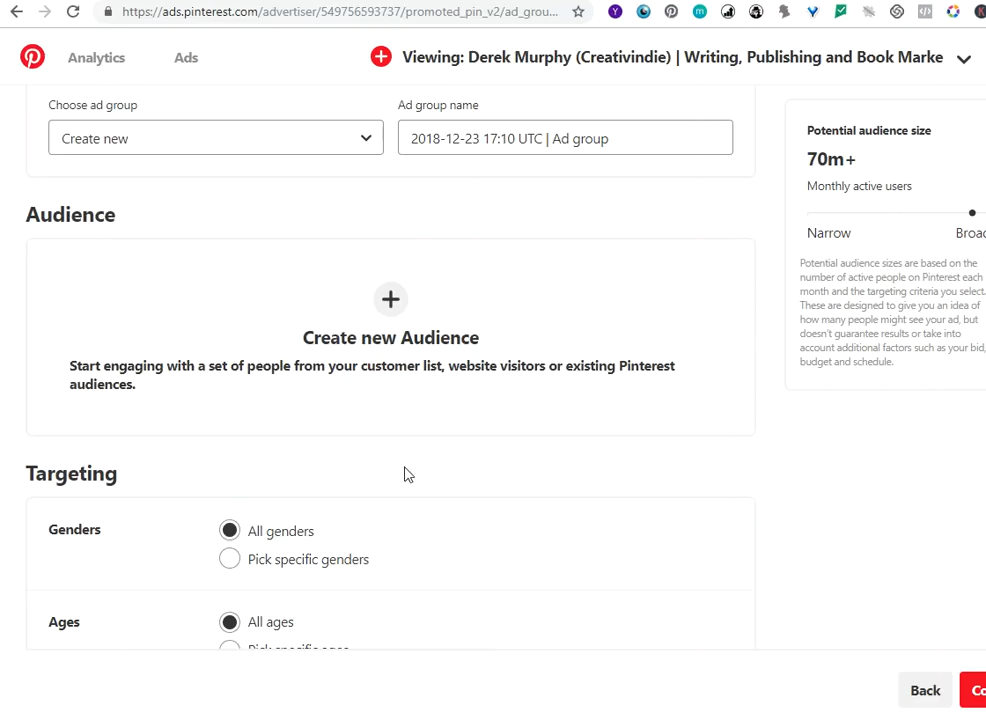 https://ads.pinterest.com/advertiser/549756593737/promoted_pin_v2/ad_grou...
Analytics
Ads
Viewing: Derek Murphy (Creativindie) | Writing, Publishing and Book Marke
Choose ad group
Ad group name
Create new
2018-12-23 17:10 UTC | Ad group
Potential audience size
70m+
Monthly active users
Narrow
Broad
Potential audience sizes are based on the
number of active people on Pinterest each
month and the targeting criteria you select.
These are designed to give you an idea of
how many people might see your ad, but
doesn't guarantee results or take into
account additional factors such as your bid,
budget and schedule.
Audience
Create new Audience
Start engaging with a set of people from your customer list, website visitors or existing Pinterest
audiences.
Targeting
Genders
All genders
Pick specific genders
Ages
All ages
Pick specific ages
Back
Co